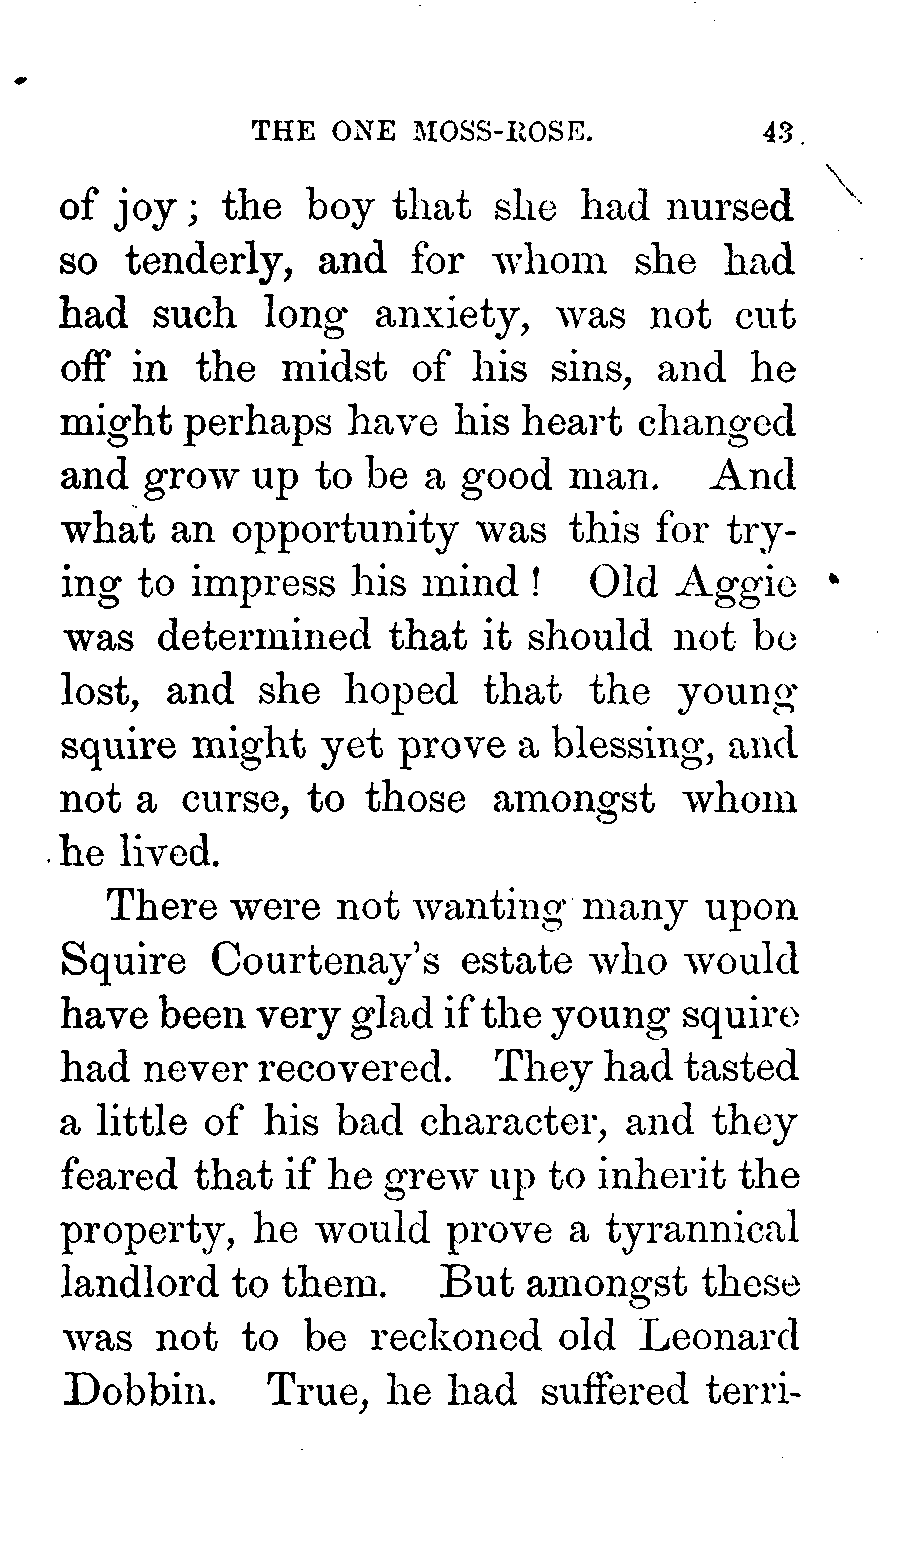 THE ONE MOSS-ROSE. 43.
of joy; the boy that she had nursed
so tenderly, and for whom she had
had such long anxiety, was not cut
off in the midst of his sins, and he
might perhaps have his heart changed
and grow up to be a good man. And
what an opportunity was this for try-
ing to impress his mind! Old Aggie
was determined that it should not be
lost, and she hoped that the young
squire might yet prove a blessing, and
not a curse, to those amongst whom
he lived.
There were not wanting many upon
Squire Courtenay's estate who would
have been very glad if the young squire
had never recovered. They had tasted
a little of his bad character, and they
feared that if he grew up to inherit the
property, he would prove a tyrannical
landlord to them. But amongst these
was not to be reckoned old Leonard
Dobbin. True, he had suffered terri-